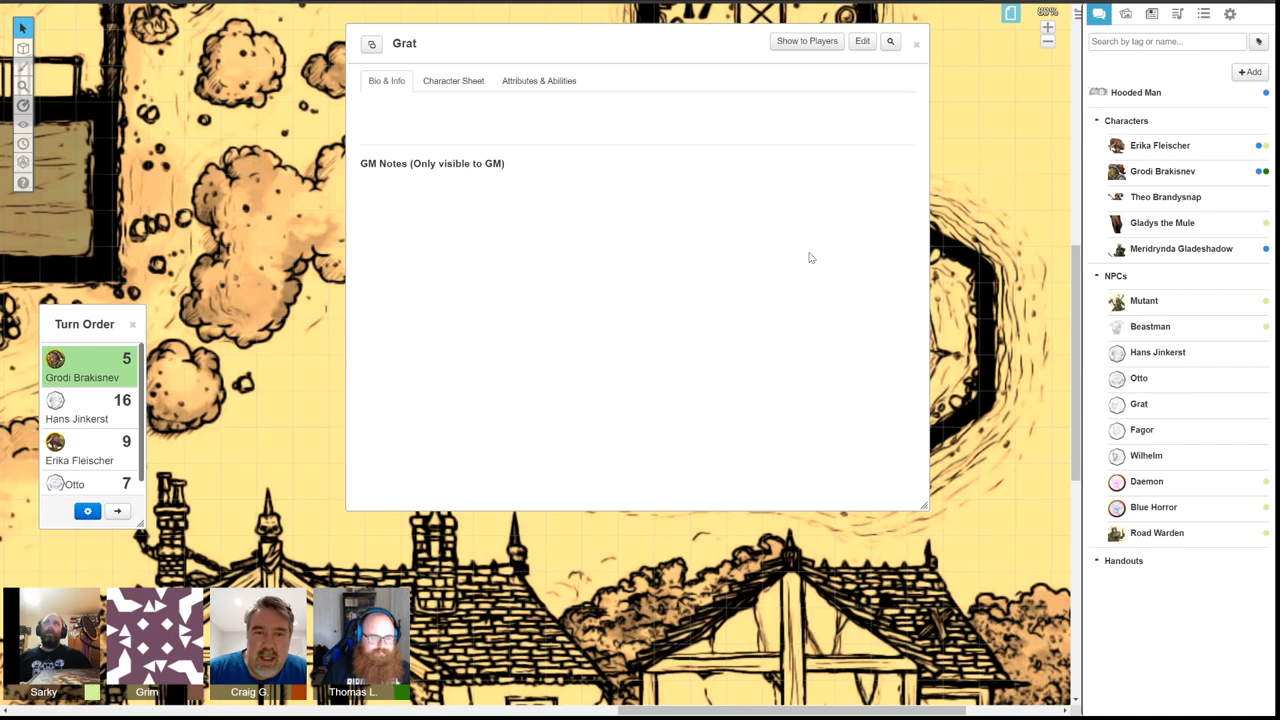 Grat
Show to Players
Edit
Bio & Info
Character Sheet
Attributes & Abilities
GM Notes (Only visible to GM)
Turn Order
5
Grodi Brakisnev
16
Hans Jinkerst
9
Erika Fleischer
Otto
7
Sarky
Grim
Craig G.
Thomas L.
Search by tag or name...
+ Add
Hooded Man
Characters
Erika Fleischer
Grodi Brakisnev
Theo Brandysnap
Gladys the Mule
Meridrynda Gladeshadow
NPCs
Mutant
Beastman
Hans Jinkerst
Otto
Grat
Fagor
Wilhelm
Daemon
Blue Horror
Road Warden
Handouts